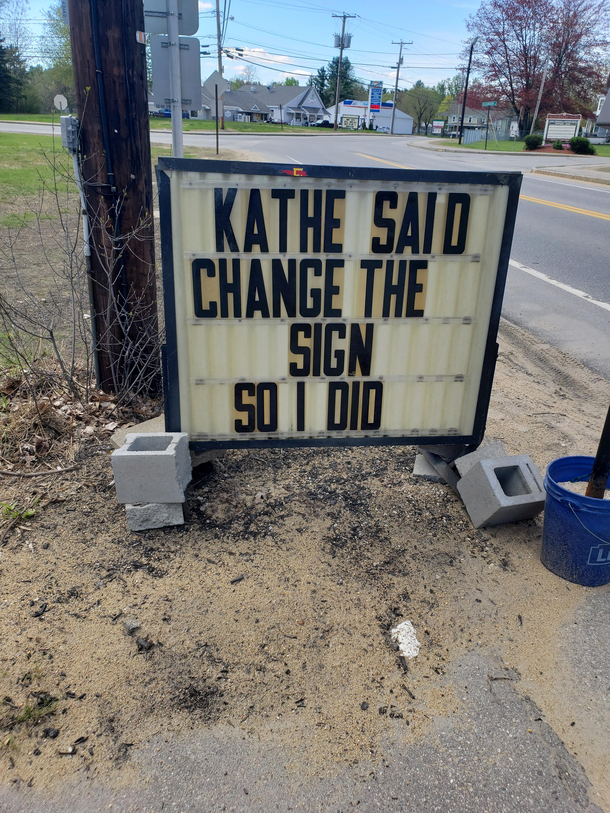 KATHE SAID
CHANGE THE
SIGN
SO I DID